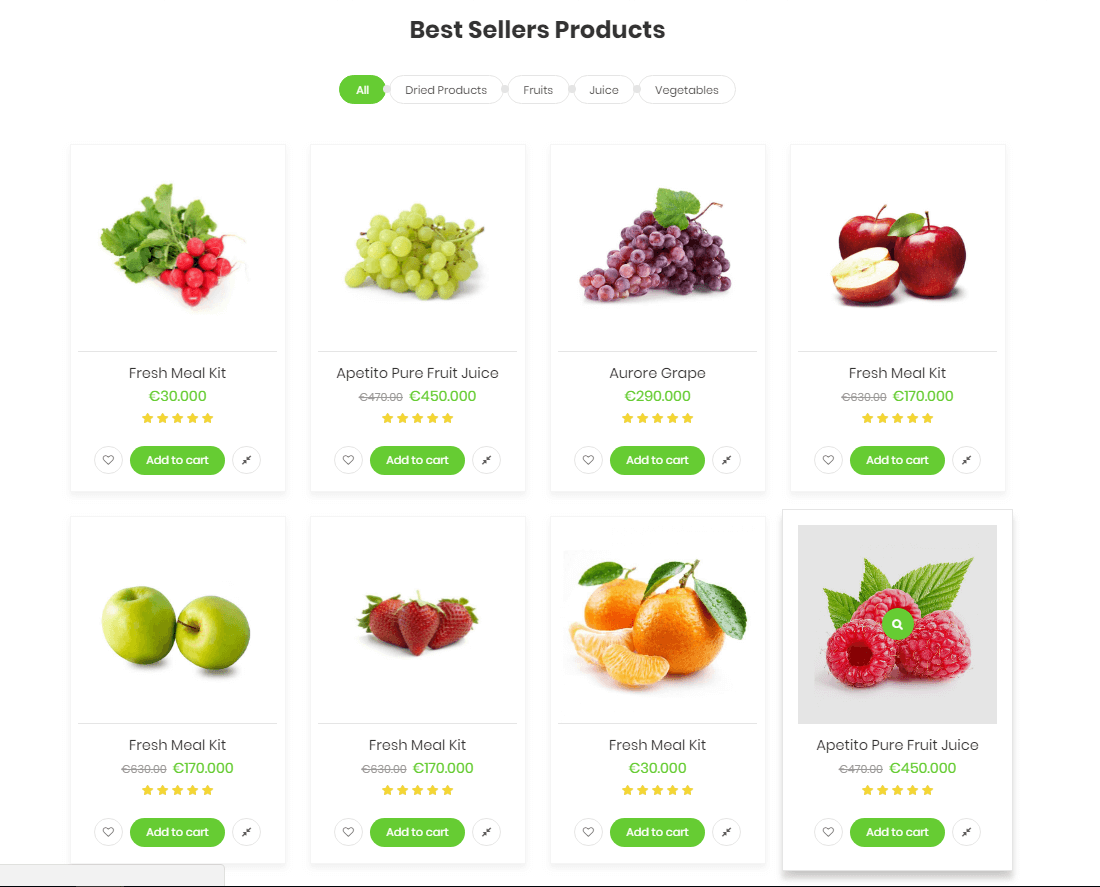 Best Sellers Products
All Dried Products Fruits Juice Vegetables
Fresh Meal Kit
€30.000
Add to cart
Apetito Pure Fruit Juice
€470.00 €450.000
Add to cart
Aurore Grape
€290.000
Add to cart
Fresh Meal Kit
€630.00 €170.000
Add to cart
Fresh Meal Kit
€630.00 €170.000
Add to cart
Fresh Meal Kit
€630.00 €170.000
Add to cart
Fresh Meal Kit
€30.000
Add to cart
Apetito Pure Fruit Juice
€470.00 €450.000
Add to cart